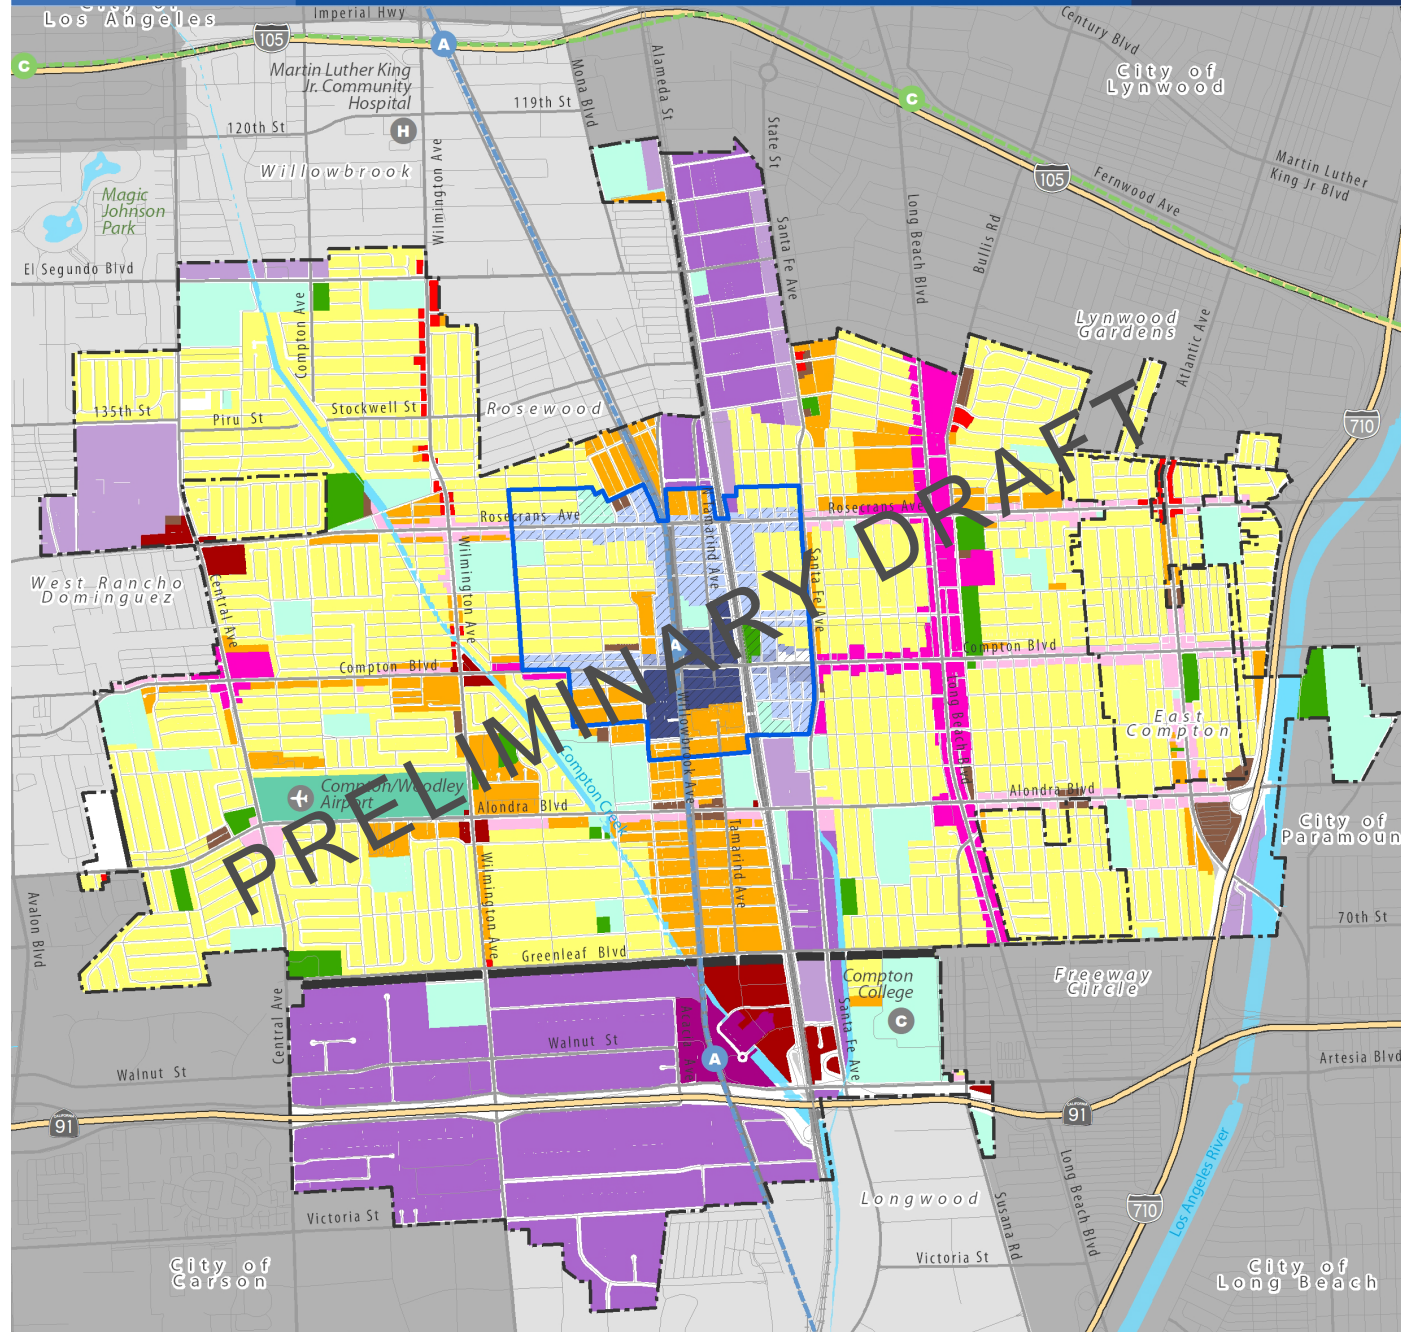 Los Angeles
Imperial Hwy
105
A
C
Martin Luther King
Jr. Community
Hospital
H
119th St
120th St
Willowbrook
Wilmington Ave
Mona Blvd
Alameda St
State St
Century Blvd
City of
Lynwood
C
105
Fernwood Ave
Martin Luther
King Jr Blvd
Magic
Johnson
Park
El Segundo Blvd
Compton Ave
Santa Fe Ave
Long Beach Blvd
Bullis Rd
Lynwood
Gardens
Atlantic Ave
135th St
Piru St
Stockwell St
Rosewood
710
Rosecrans Ave
Rosecrans Ave
N Tamarind Ave
Santa Fe Ave
West Rancho
Dominguez
Central Ave
Wilmington Ave
A
Compton Blvd
Compton Blvd
Willowbrook Ave
Long Beach Blvd
East
Compton
Compton Creek
Compton/Woodley
Airport
Alondra Blvd
Alondra Blvd
City of
Paramoun
PRELIMINARY DRAFT
Avalon Blvd
Wilmington Ave
Tamarind Ave
70th St
Greenleaf Blvd
Compton
College
C
Freeway
Circle
Central Ave
Santa Fe Ave
Walnut St
Walnut St
A
Artesia Blvd
CALIFORNIA
91
CALIFORNIA
91
Victoria St
Longwood
Susana Rd
Long Beach Blvd
710
Los Angeles River
City of
Carson
Victoria St
City of
Long Beach